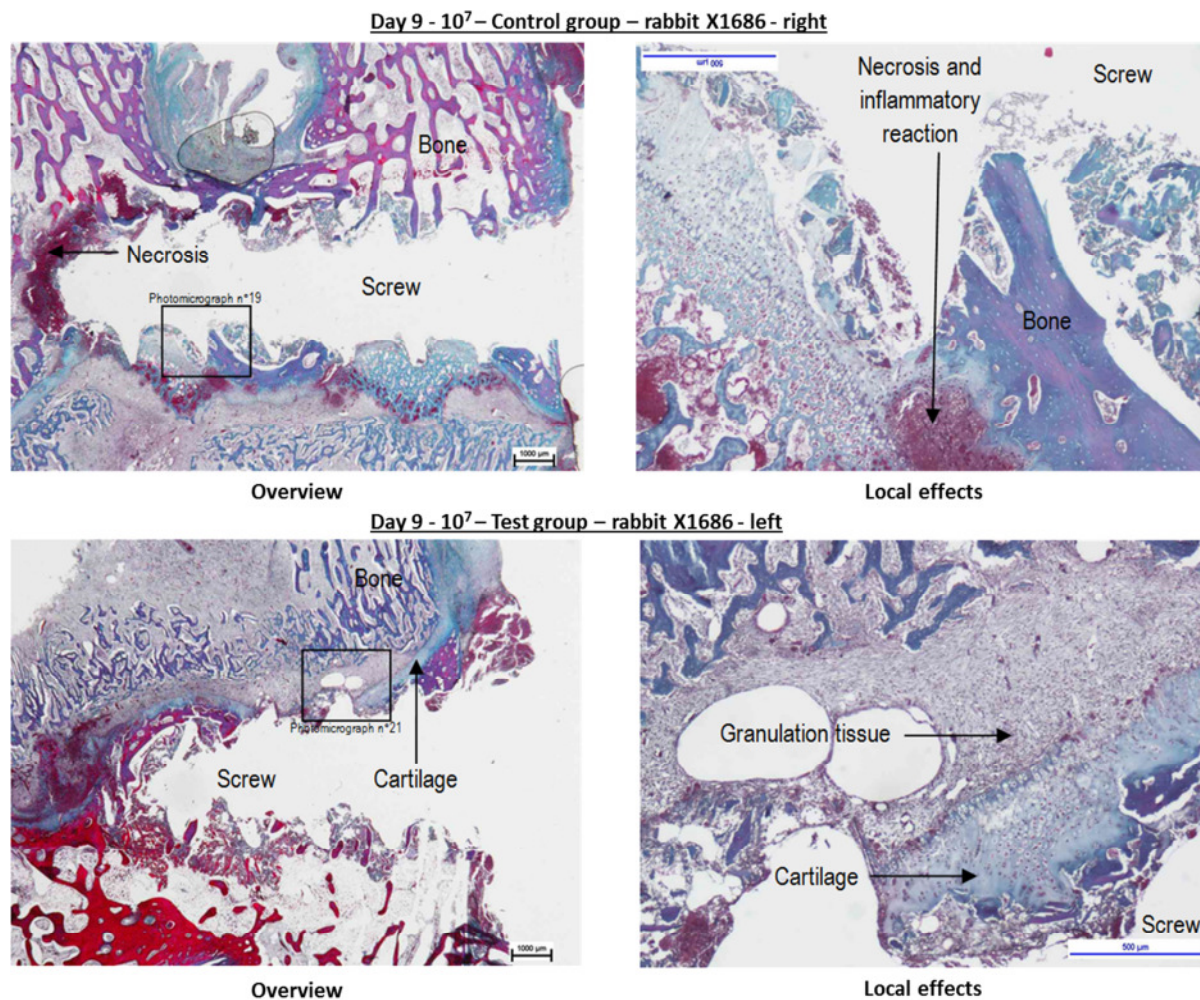 Day 9 - 10⁷ – Control group – rabbit X1686 - right
Bone
Necrosis
Screw
Photomicrograph n°19
1000 µm
Overview
500 µm
Necrosis and
inflammatory
reaction
Screw
Bone
Local effects
Day 9 - 10⁷ – Test group – rabbit X1686 - left
Bone
Photomicrograph n°21
Screw
Cartilage
1000 µm
Overview
Granulation tissue
Cartilage
Screw
500 µm
Local effects